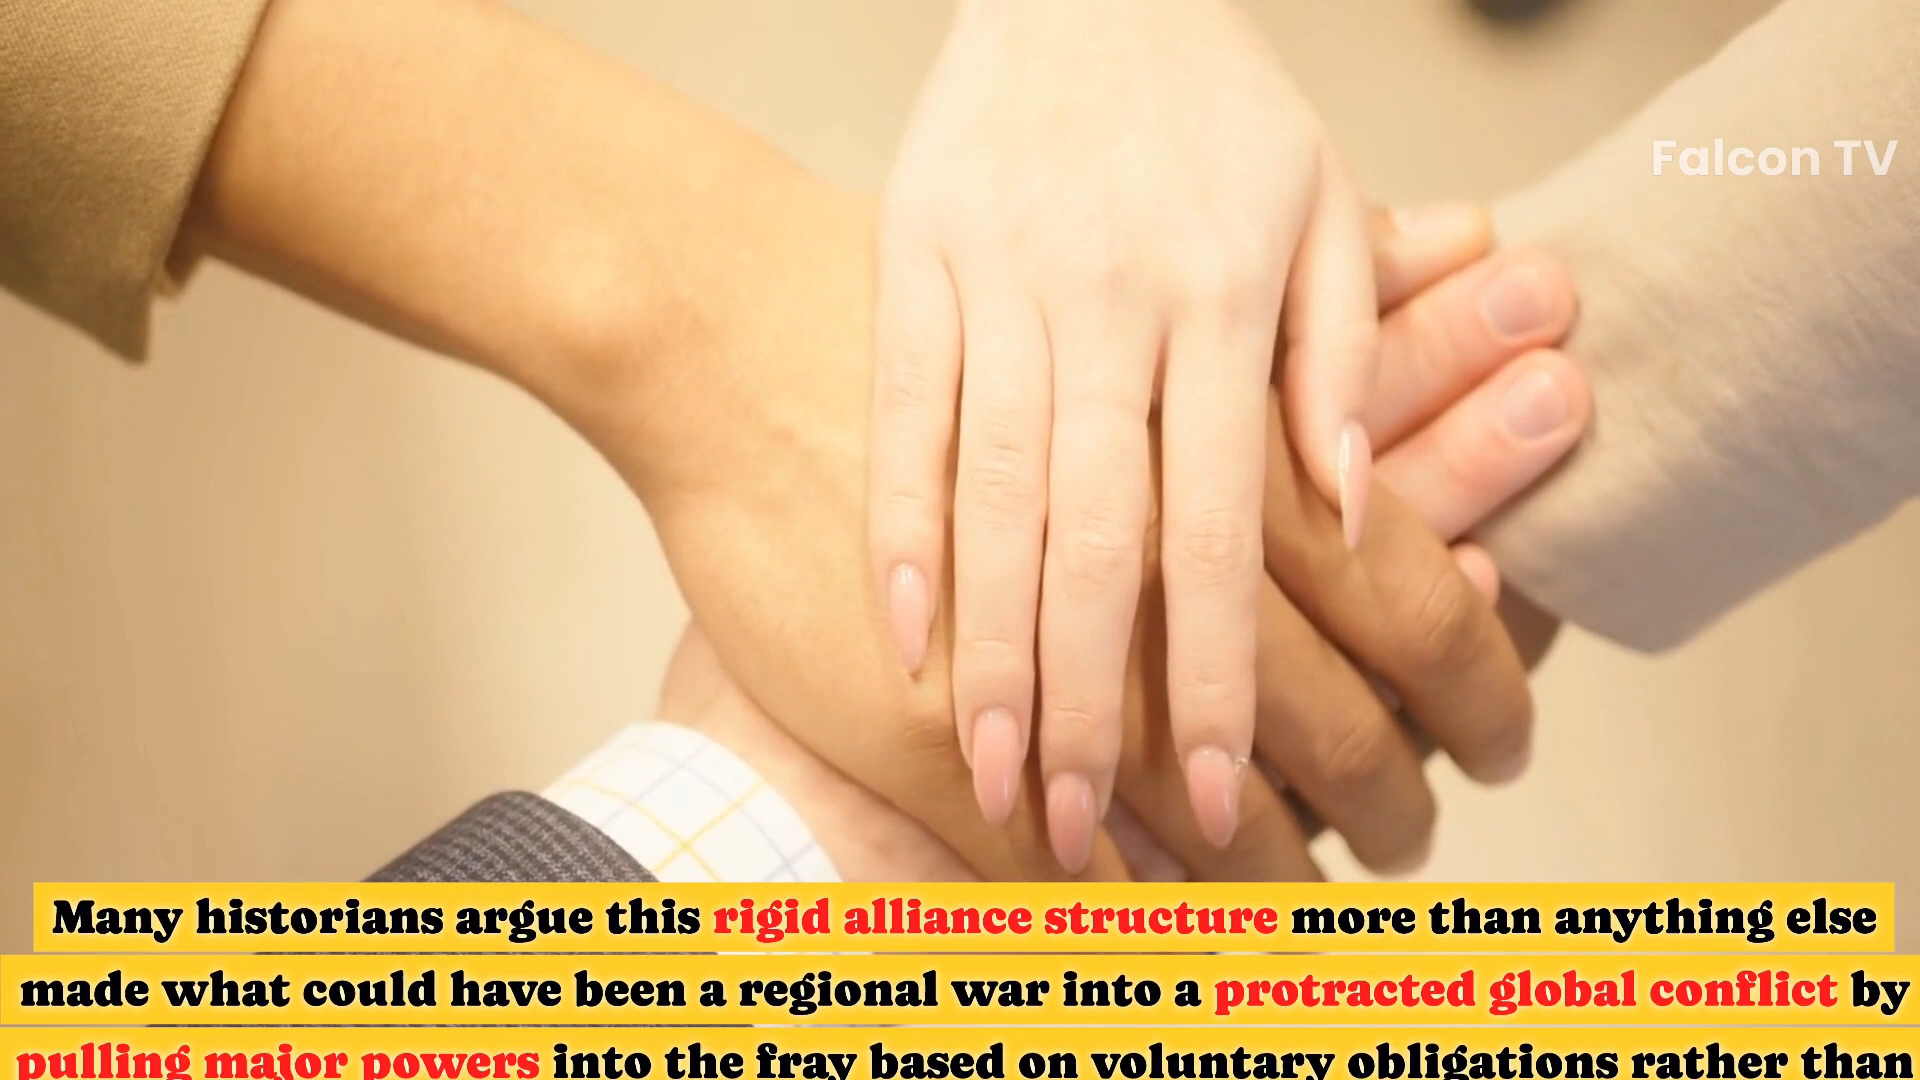 Falcon TV
Many historians argue this rigid alliance structure more than anything else
made what could have been a regional war into a protracted global conflict by
pulling major powers into the fray based on voluntary obligations rather than